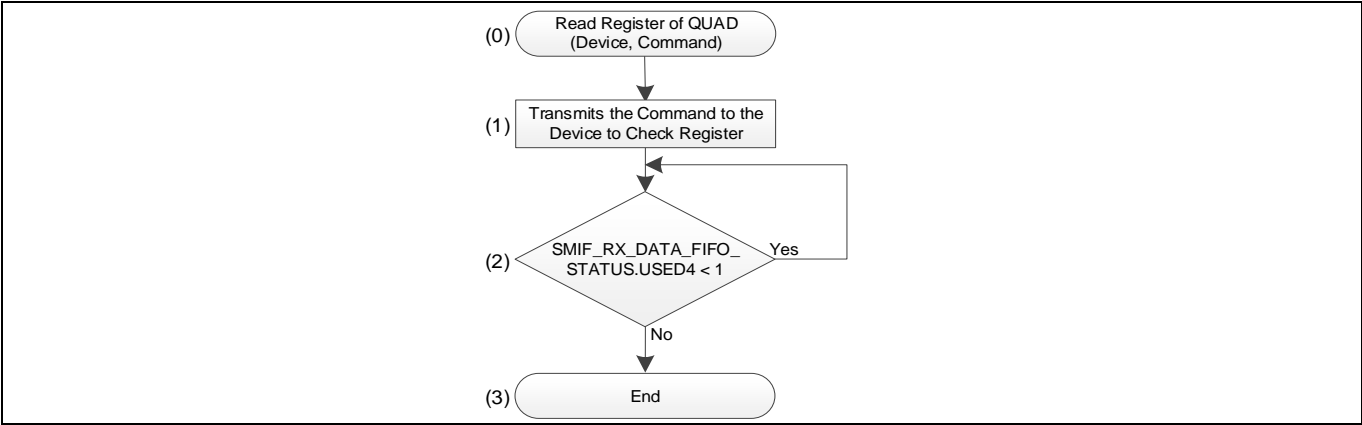 (0)
Read Register of QUAD
(Device, Command)
(1)
Transmits the Command to the
Device to Check Register
(2)
SMIF_RX_DATA_FIFO_
STATUS.USED4 < 1
Yes
No
(3)
End